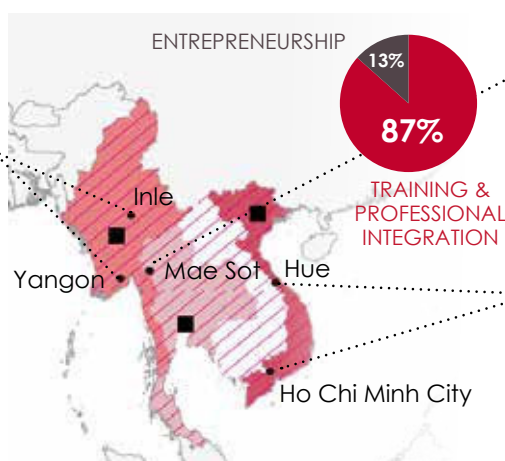 ENTREPRENEURSHIP
13%
87%
TRAINING &
PROFESSIONAL
INTEGRATION
Inle
Yangon
Mae Sot
Hue
Ho Chi Minh City